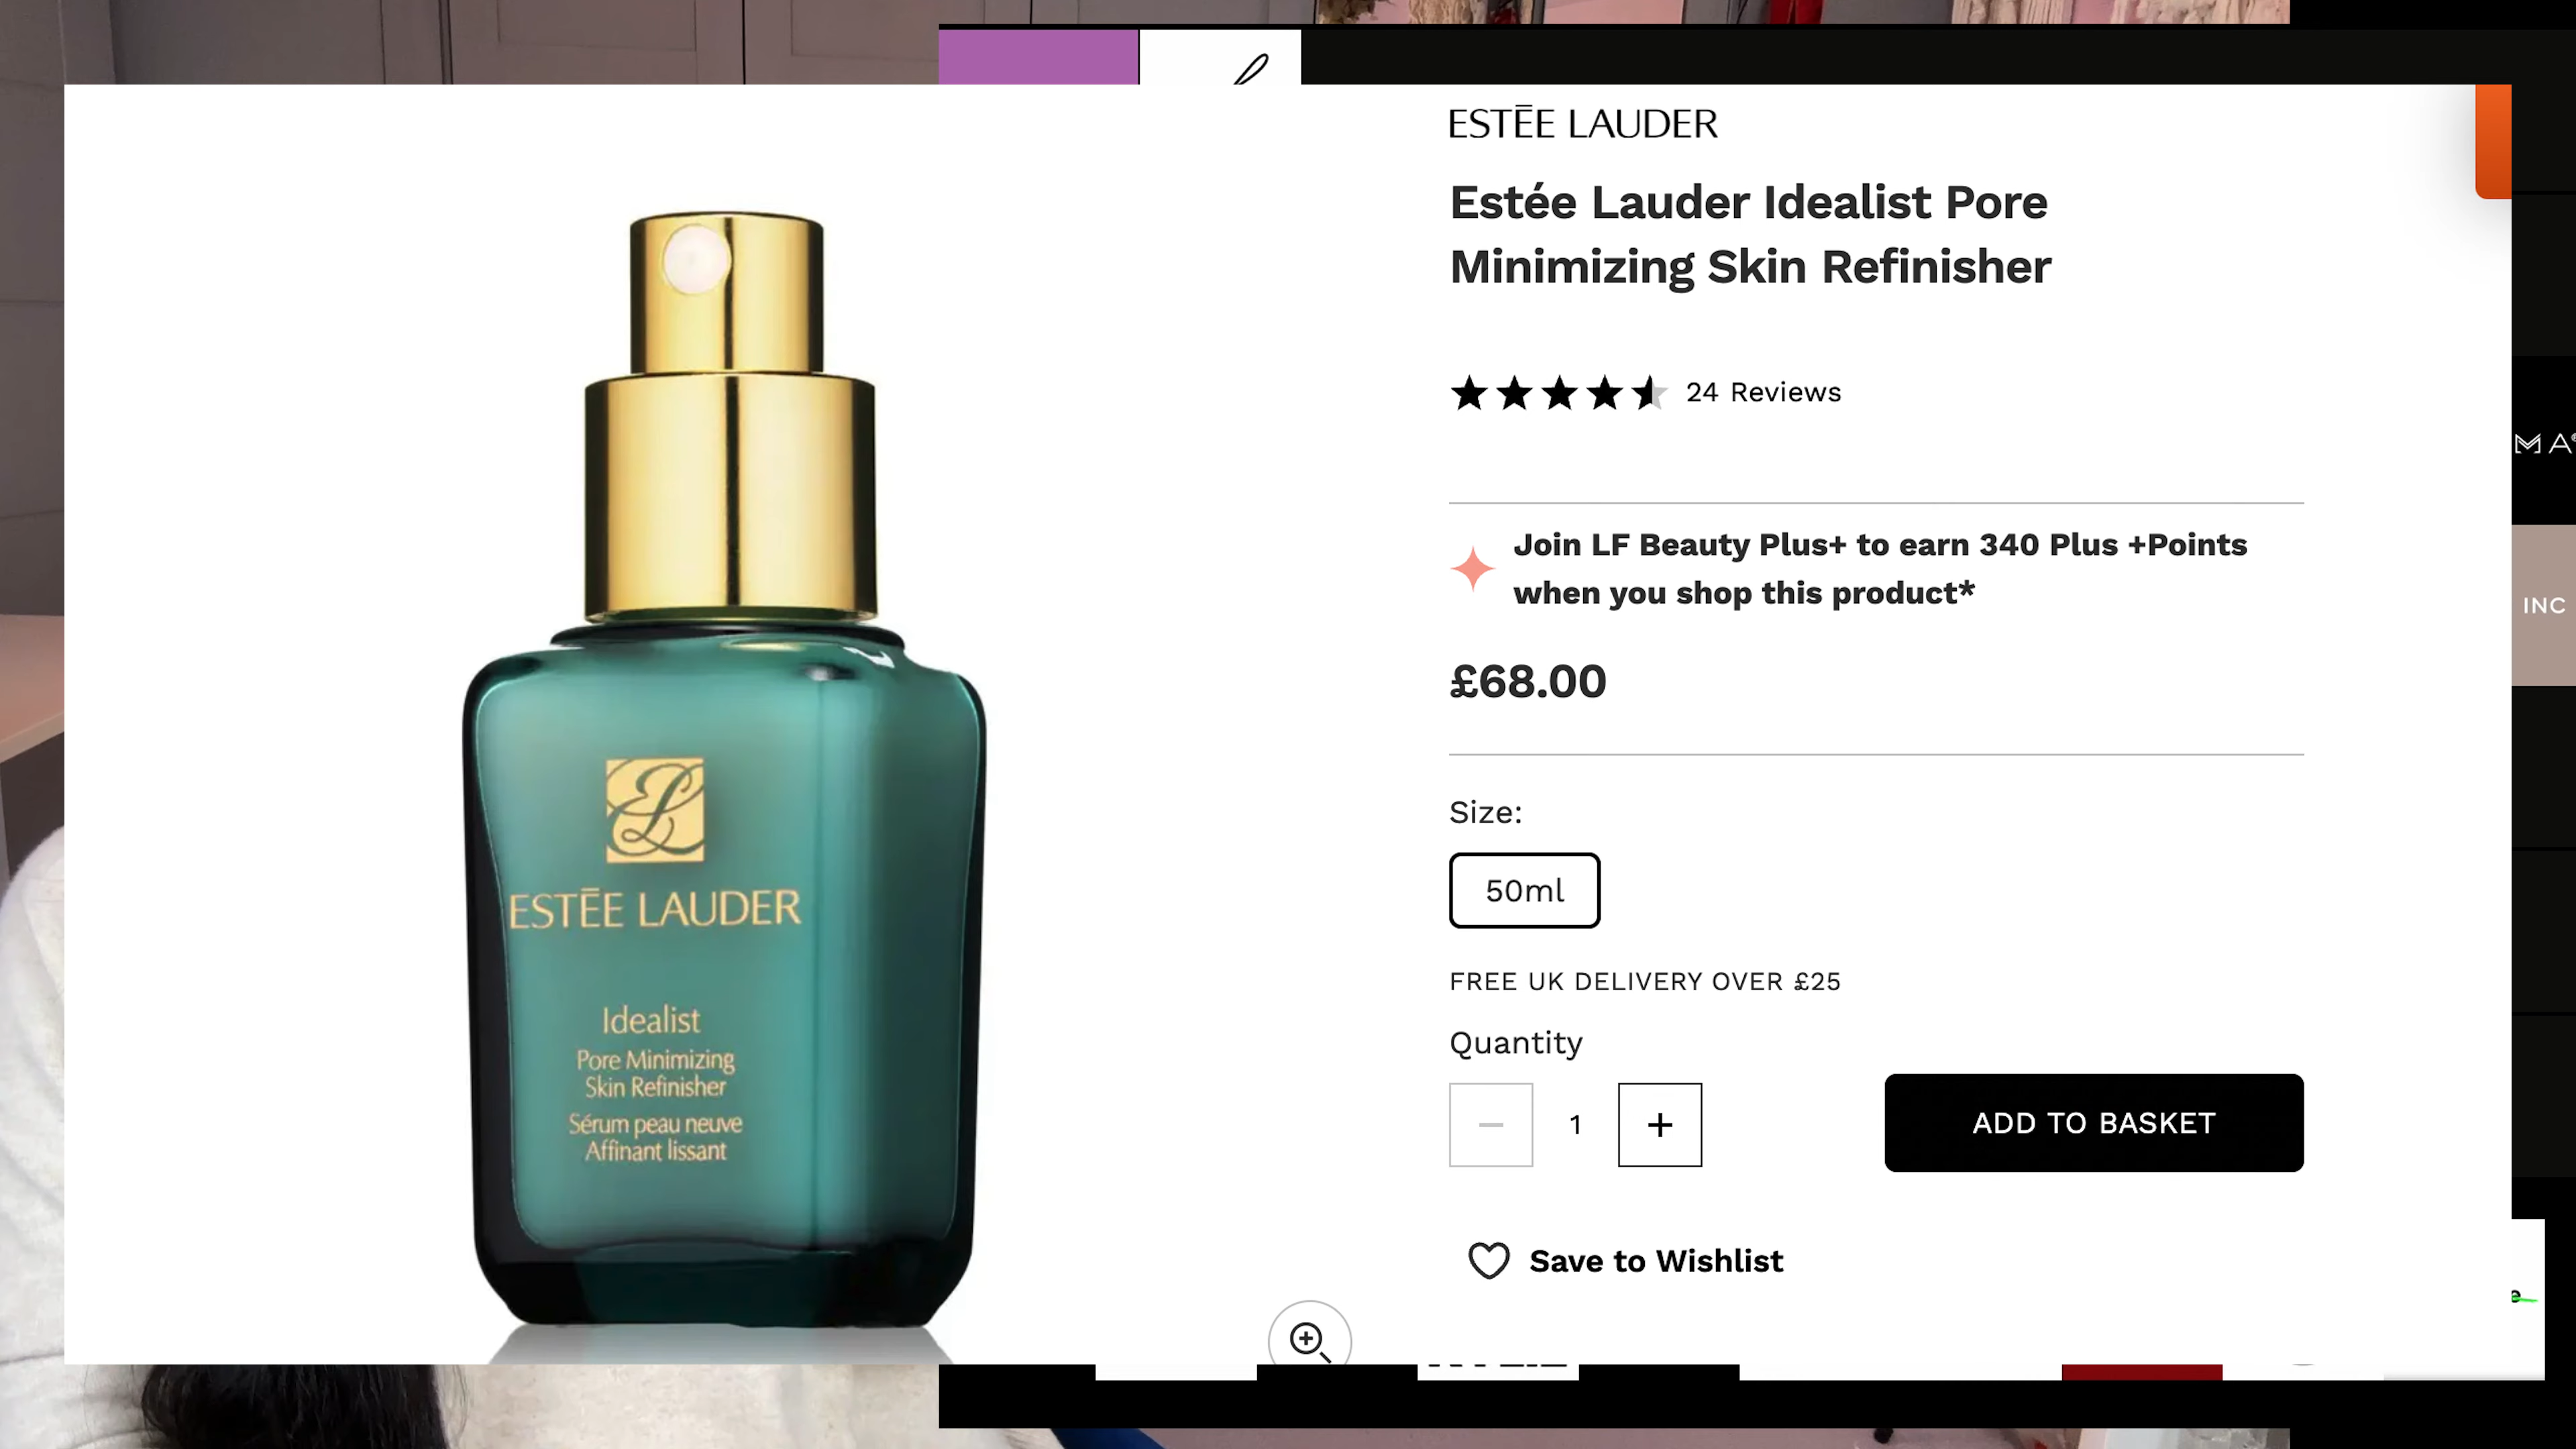 ESTĒE LAUDER
Estée Lauder Idealist Pore
Minimizing Skin Refinisher
24 Reviews
Join LF Beauty Plus+ to earn 340 Plus +Points
when you shop this product*
£68.00
Size:
50ml
FREE UK DELIVERY OVER £25
Quantity
1
ADD TO BASKET
Save to Wishlist
ESTĒE LAUDER
Idealist
Pore Minimizing
Skin Refinisher
Sérum peau neuve
Affinant lissant
MA
INC